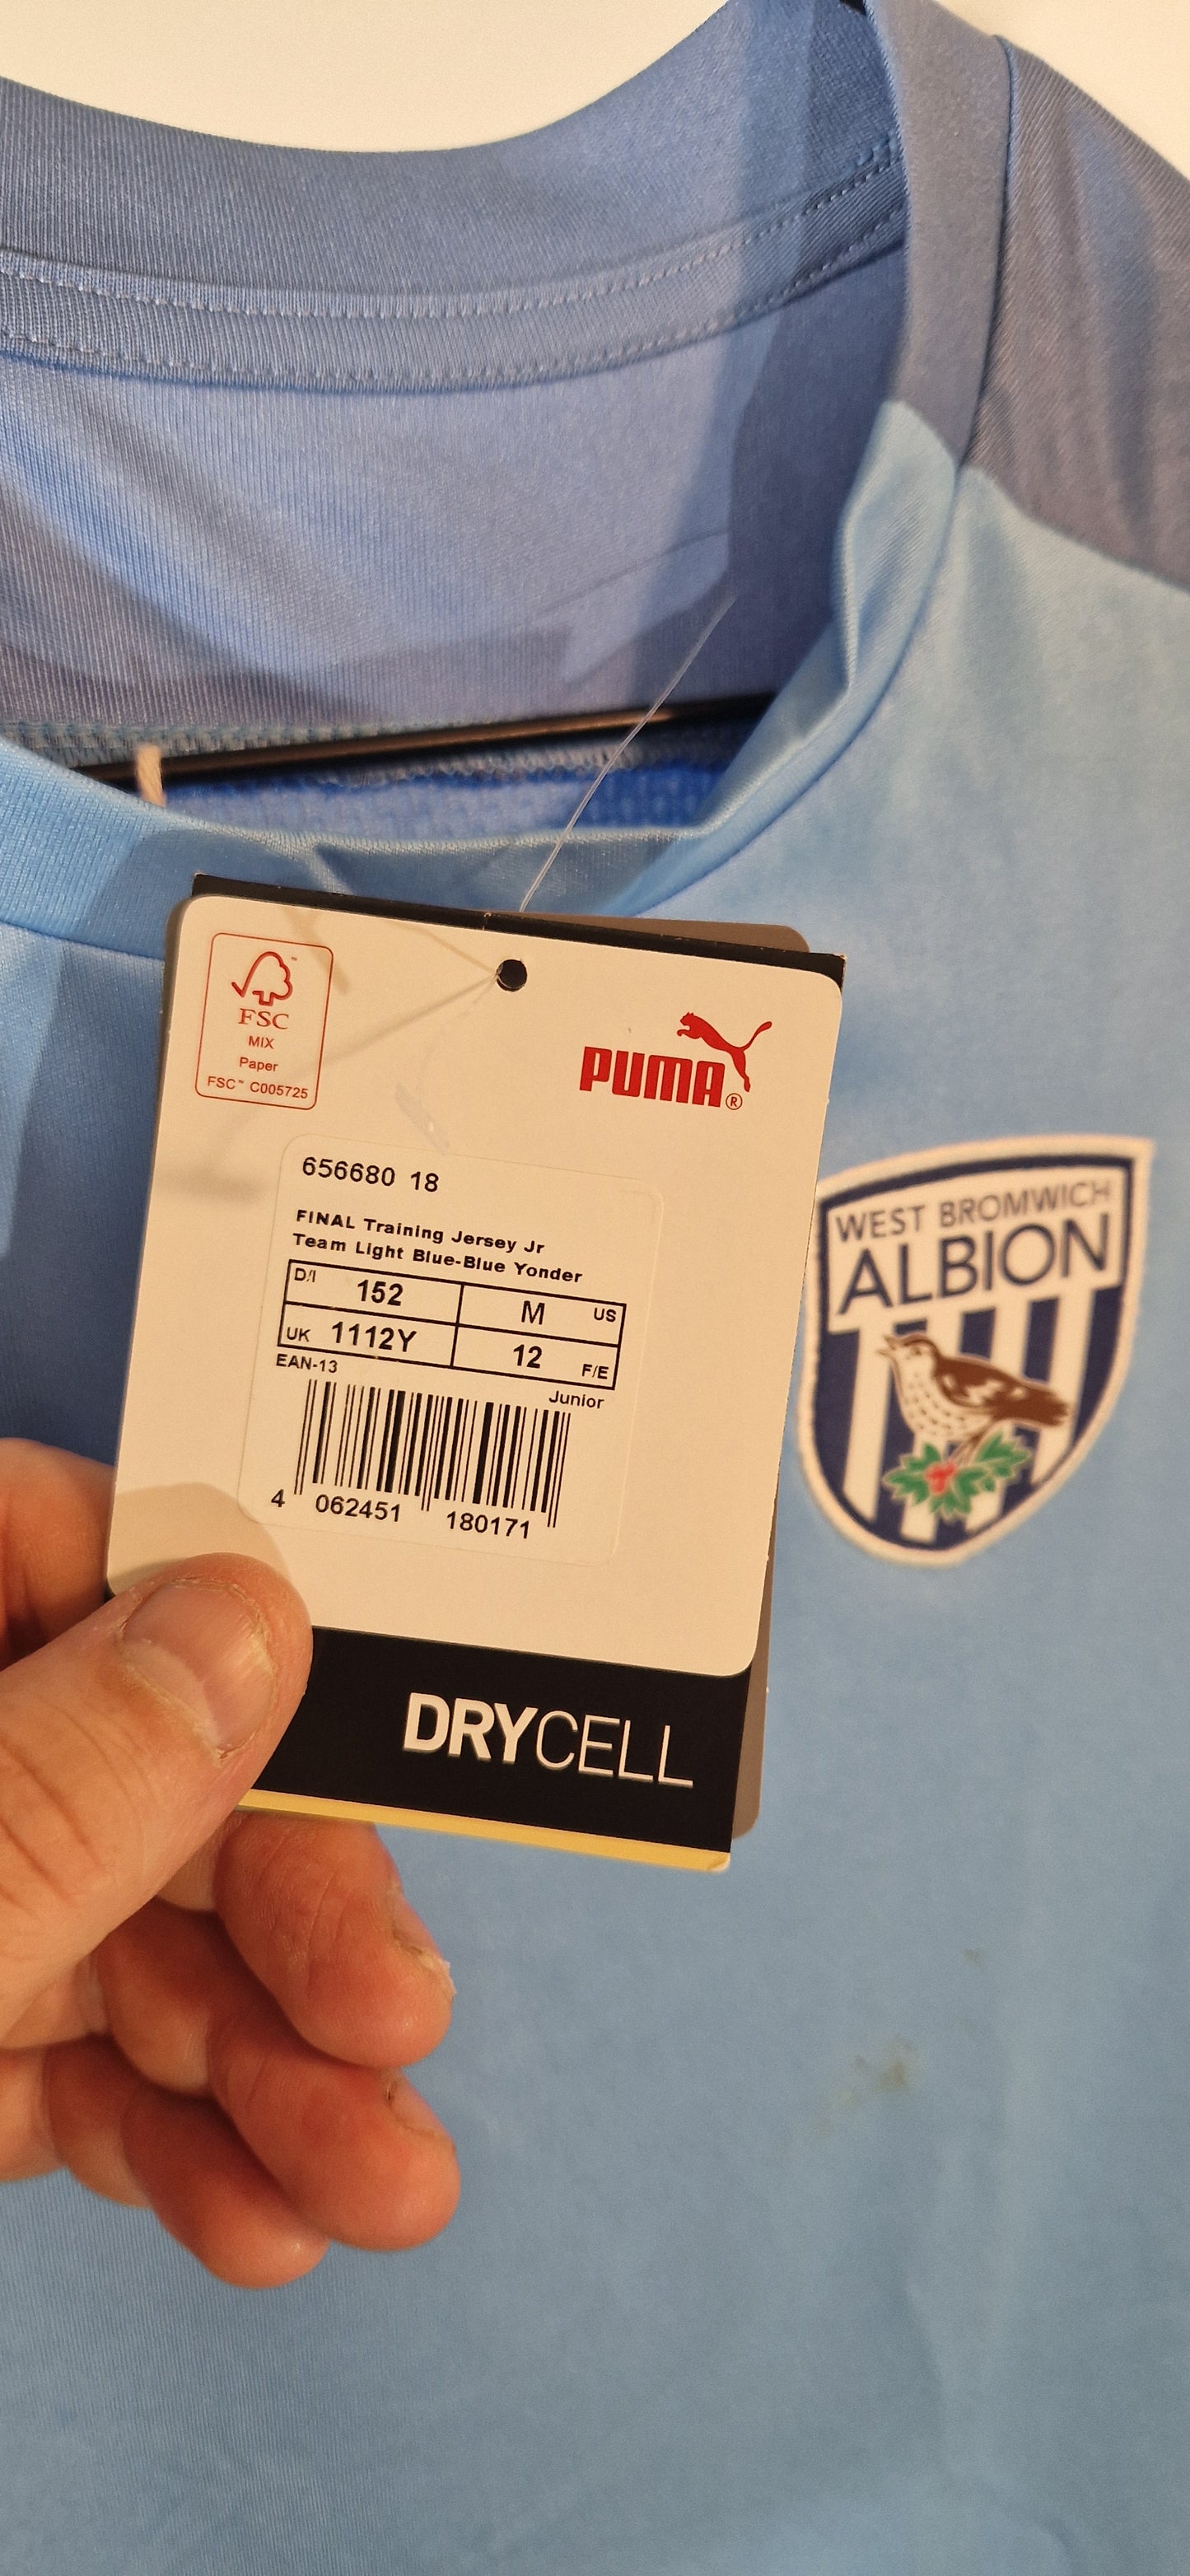 FSC™
MIX
Paper
FSC™ C005725
PUMA®
656680 18
FINAL Training Jersey Jr
Team Light Blue-Blue Yonder
D/I 152 M US
UK 1112Y 12 F/E
EAN-13
Junior
4 062451 180171
DRYCELL
WEST BROMWICH
ALBION